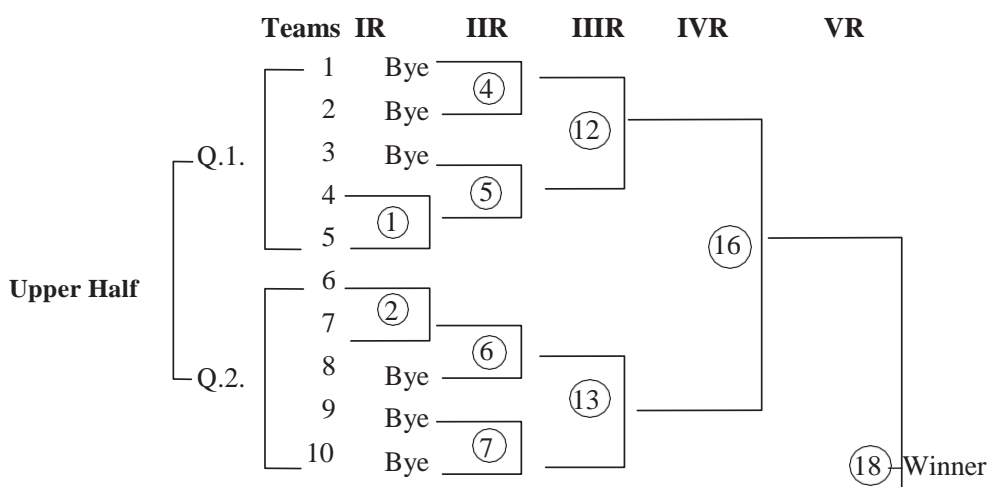 Teams IR IIR IIIR IVR VR
1 Bye
4
2 Bye
12
3 Bye
Q.1.
5
4
1
5
16
6
Upper Half
2
7
6
8 Bye
Q.2.
13
9 Bye
7
10 Bye
18 Winner